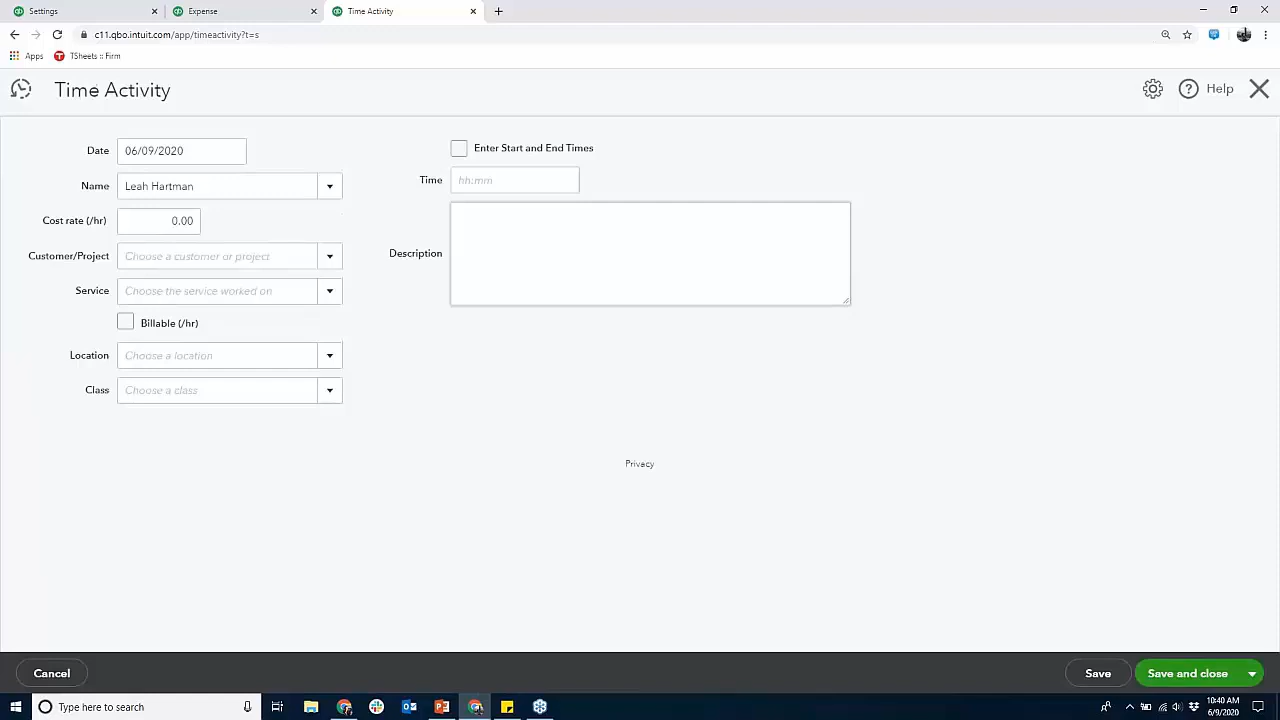 Settings
Expense
Time Activity
c11.qbo.intuit.com/app/timeactivity?t=s
Apps
TSheets :: Firm
Time Activity
Help
Date 06/09/2020
Name Leah Hartman
Cost rate (/hr) 0.00
Customer/Project Choose a customer or project
Service Choose the service worked on
Billable (/hr)
Location Choose a location
Class Choose a class
Enter Start and End Times
Time hh:mm
Description
Privacy
Cancel
Save
Save and close
Type here to search
10:40 AM
6/9/2020